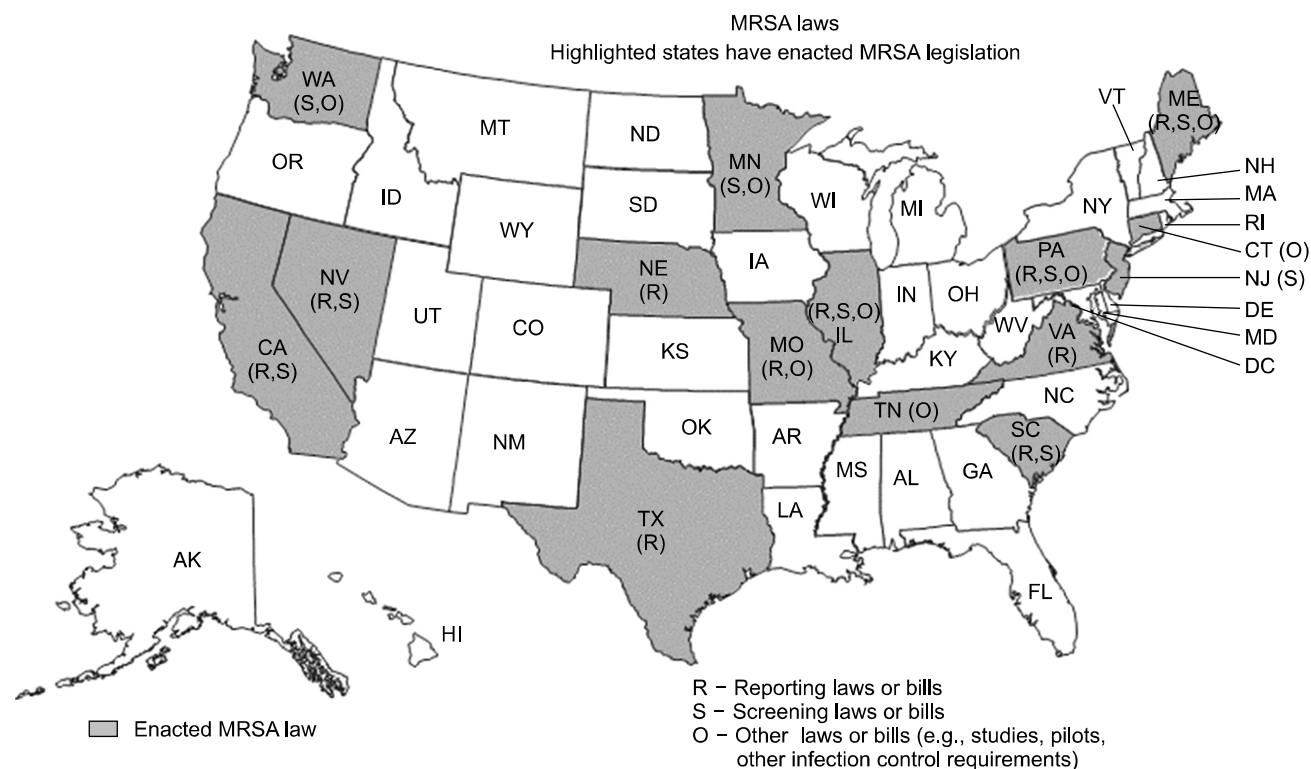 MRSA laws
Highlighted states have enacted MRSA legislation
WA
(S,O)
MT
ND
MN
(S,O)
VT
ME
(R,S,O)
OR
ID
WY
SD
WI
MI
NY
NH
MA
RI
CT (O)
NJ (S)
DE
MD
DC
NV
(R,S)
NE
(R)
IA
PA
(R,S,O)
CA
(R,S)
UT
CO
KS
MO
(R,O)
(R,S,O)
IL
IN
OH
WV
VA
(R)
KY
NC
TN (O)
SC
(R,S)
AZ
NM
OK
AR
MS
AL
GA
LA
TX
(R)
FL
AK
HI
Enacted MRSA law
R – Reporting laws or bills
S – Screening laws or bills
O – Other laws or bills (e.g., studies, pilots,
other infection control requirements)